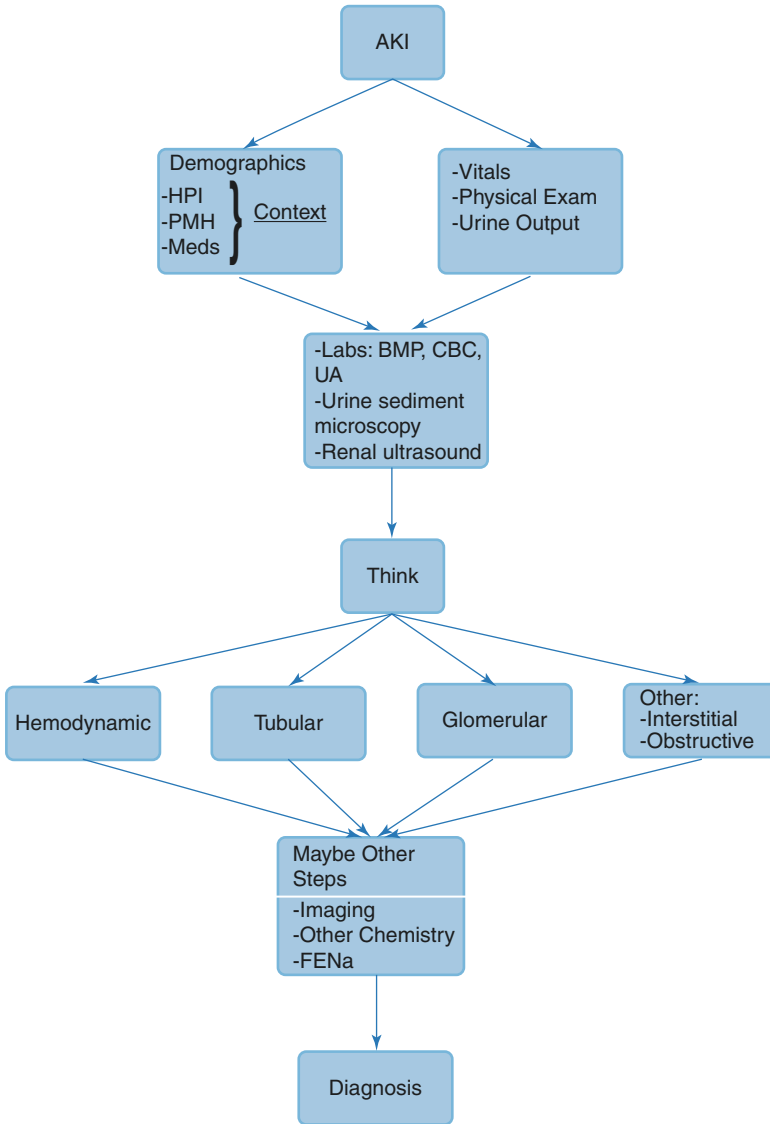 AKI
Demographics
-HPI
-PMH
-Meds
} Context
-Vitals
-Physical Exam
-Urine Output
-Labs: BMP, CBC,
UA
-Urine sediment
microscopy
-Renal ultrasound
Think
Hemodynamic
Tubular
Glomerular
Other:
-Interstitial
-Obstructive
Maybe Other
Steps
-Imaging
-Other Chemistry
-FENa
Diagnosis